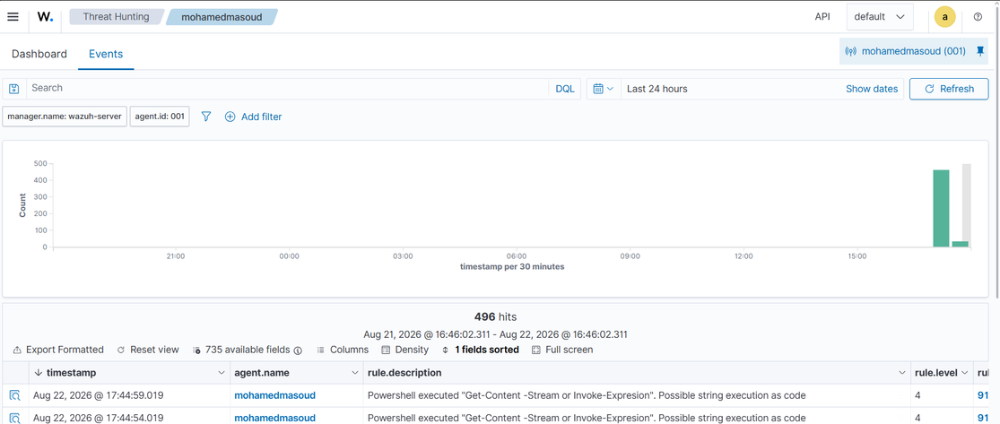 W. Threat Hunting mohamedmasoud API default a
Dashboard Events mohamedmasoud (001)
Search DQL Last 24 hours Show dates Refresh
manager.name: wazuh-server agent.id: 001 Add filter
500
400
300
200
100
0
Count
21:00 00:00 03:00 06:00 09:00 12:00 15:00
timestamp per 30 minutes
496 hits
Aug 21, 2026 @ 16:46:02.311 - Aug 22, 2026 @ 16:46:02.311
Export Formatted Reset view 735 available fields Columns Density 1 fields sorted Full screen
timestamp agent.name rule.description rule.level
Aug 22, 2026 @ 17:44:59.019 mohamedmasoud Powershell executed "Get-Content -Stream or Invoke-Expresion". Possible string execution as code 4 91
Aug 22, 2026 @ 17:44:54.019 mohamedmasoud Powershell executed "Get-Content -Stream or Invoke-Expresion". Possible string execution as code 4 91